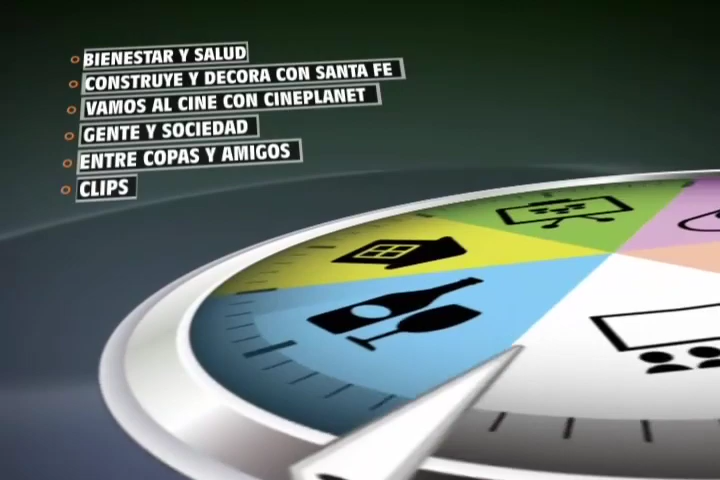 BIENESTAR Y SALUD
CONSTRUYE Y DECORA CON SANTA FE
VAMOS AL CINE CON CINEPLANET
GENTE Y SOCIEDAD
ENTRE COPAS Y AMIGOS
CLIPS